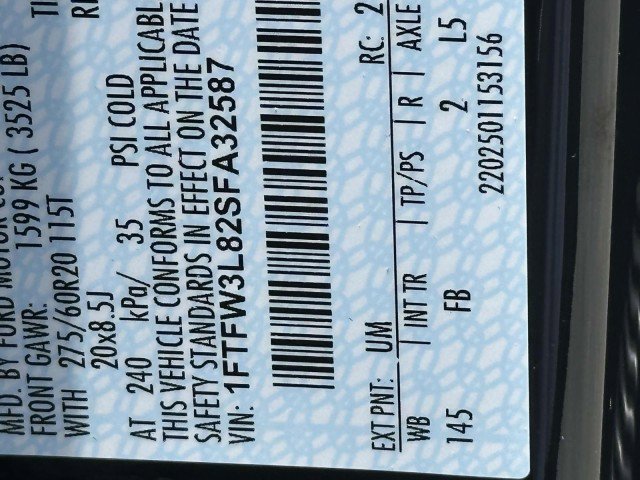 MFD. BY FORD MOTOR CO.
FRONT GAWR: 1599 KG ( 3525 LB)
WITH 275/60R20 115T TI
20x8.5J RI
AT 240 kPa/ 35 PSI COLD
THIS VEHICLE CONFORMS TO ALL APPLICABL
SAFETY STANDARDS IN EFFECT ON THE DATE
VIN: 1FTFW3L82SFA32587
EXT PNT: UM RC: 2
WB | INT TR | TP/PS | R | AXLE
145 FB 2 L5
2202501153156